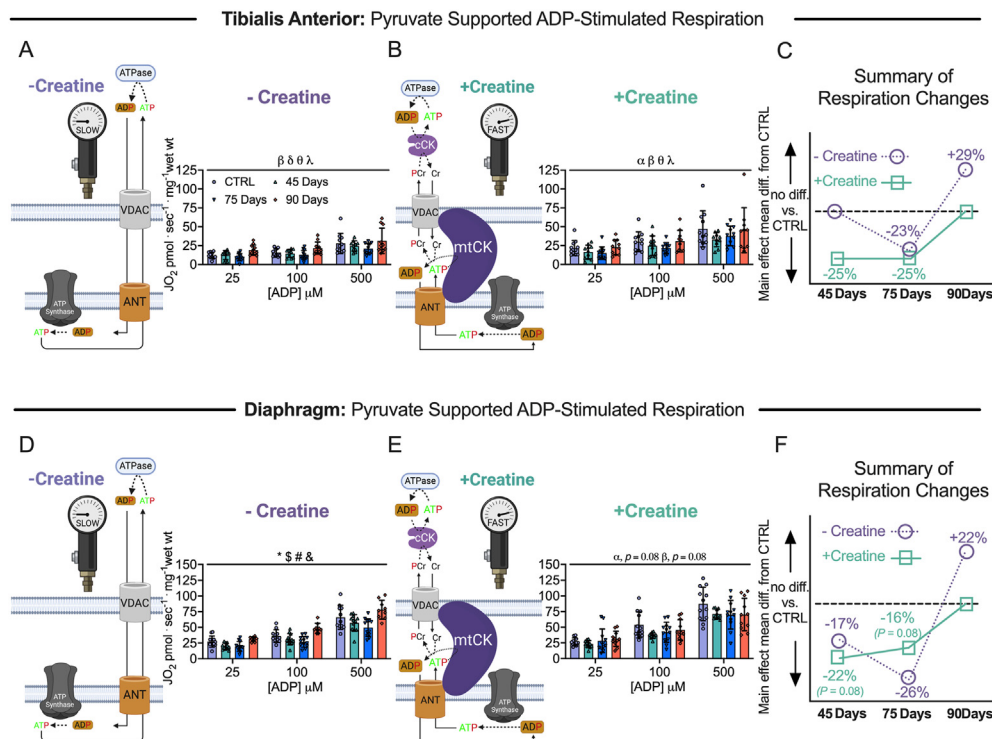 Tibialis Anterior: Pyruvate Supported ADP-Stimulated Respiration
A
-Creatine
ATPase
ADP ATP
SLOW
VDAC
ATP
Synthase
ANT
ATP ADP
- Creatine
β δ θ λ
JO2 pmol · sec-1 · mg-1 wet wt
125
100
75
50
25
0
CTRL 45 Days
75 Days 90 Days
25 100 500
[ADP] μM
B
ATPase
+Creatine
ADP ATP
cCK
FAST
PCr Cr
VDAC
PCr Cr
mtCK
ADP ATP
ANT
ATP
Synthase
ATP ADP
+Creatine
α β θ λ
125
100
75
50
25
0
25 100 500
[ADP] μM
C
Summary of
Respiration Changes
Main effect mean diff. from CTRL
no diff.
vs.
CTRL
- Creatine
+Creatine
+29%
-23%
-25% -25%
45 Days 75 Days 90Days
Diaphragm: Pyruvate Supported ADP-Stimulated Respiration
D
-Creatine
ATPase
ADP ATP
SLOW
VDAC
ATP
Synthase
ANT
ATP ADP
- Creatine
* $ # &
JO2 pmol · sec-1 · mg-1 wet wt
150
125
100
75
50
25
0
25 100 500
[ADP] μM
E
ATPase
+Creatine
ADP ATP
cCK
FAST
PCr Cr
VDAC
PCr Cr
mtCK
ADP ATP
ANT
ATP
Synthase
ATP ADP
+Creatine
α, p = 0.08 β, p = 0.08
150
125
100
75
50
25
0
25 100 500
[ADP] μM
F
Summary of
Respiration Changes
Main effect mean diff. from CTRL
no diff.
vs.
CTRL
- Creatine
+Creatine
+22%
-17%
-16%
(P = 0.08)
-22%
(P = 0.08)
-26%
45 Days 75 Days 90Days